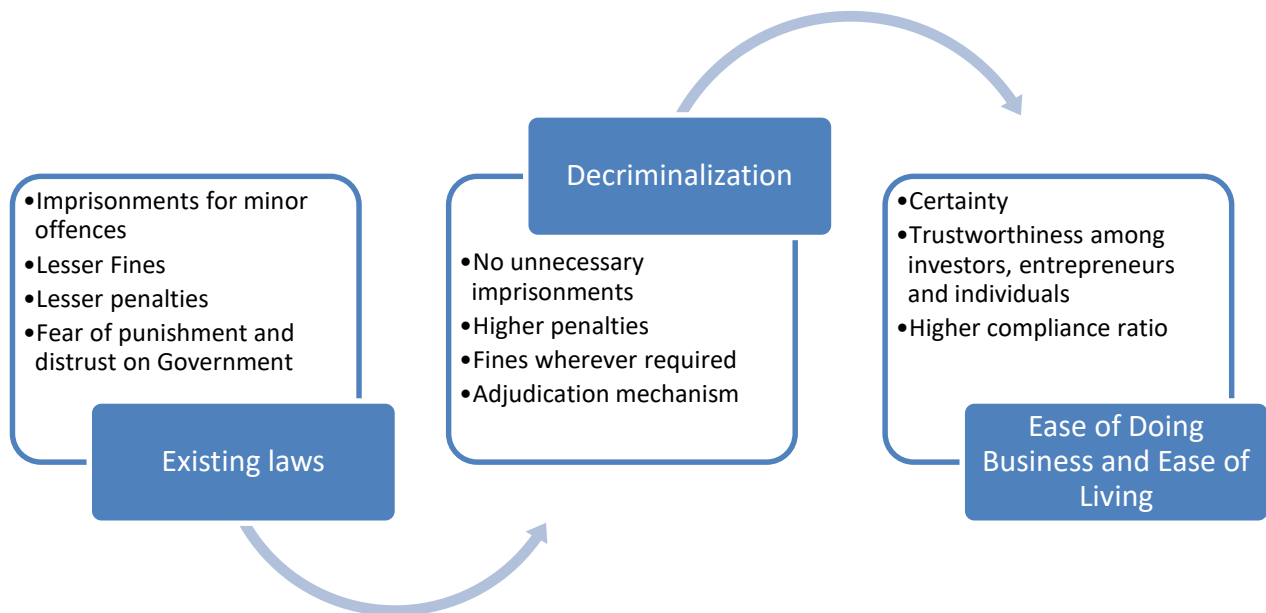 •Imprisonments for minor
offences
•Lesser Fines
•Lesser penalties
•Fear of punishment and
distrust on Government
Existing laws
Decriminalization
•No unnecessary
imprisonments
•Higher penalties
•Fines wherever required
•Adjudication mechanism
•Certainty
•Trustworthiness among
investors, entrepreneurs
and individuals
•Higher compliance ratio
Ease of Doing
Business and Ease of
Living